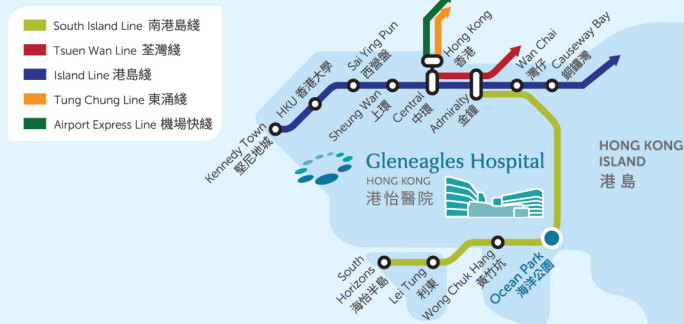 South Island Line 南港島綫
Tsuen Wan Line 荃灣綫
Island Line 港島綫
Tung Chung Line 東涌綫
Airport Express Line 機場快綫
Kennedy Town
堅尼地城
HKU 香港大學
Sai Ying Pun
西營盤
Sheung Wan
上環
Central
中環
Hong Kong
香港
Admiralty
金鐘
Wan Chai
灣仔
Causeway Bay
銅鑼灣
HONG KONG
ISLAND
港島
Gleneagles Hospital
HONG KONG
港怡醫院
South
Horizons
海怡半島
Lei Tung
利東
Wong Chuk Hang
黃竹坑
Ocean Park
海洋公園